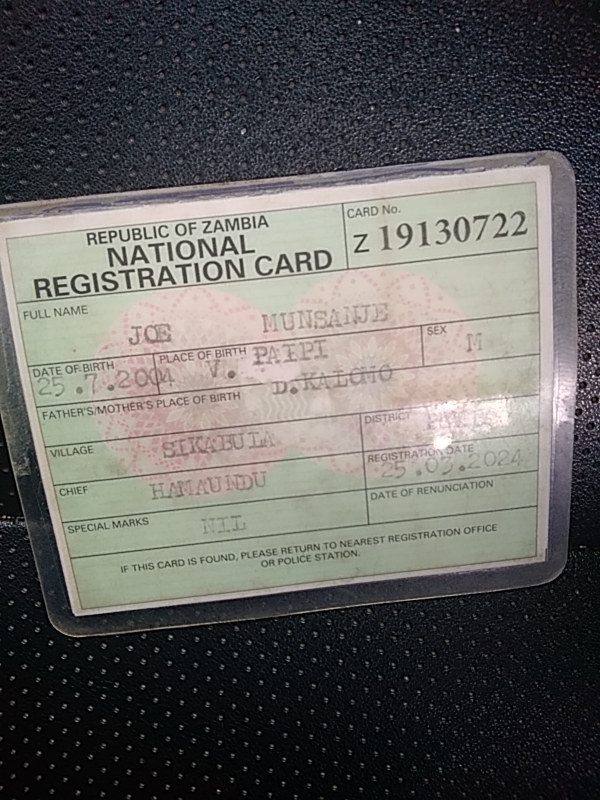 REPUBLIC OF ZAMBIA
NATIONAL
REGISTRATION CARD
CARD No.
Z 19130722
FULL NAME
JOE MUNSANJE
DATE OF BIRTH
25.7.2004
PLACE OF BIRTH
V. PAIPI
D.KALOMO
SEX
M
FATHER'S/MOTHER'S PLACE OF BIRTH
VILLAGE SIKABULA
DISTRICT
CHIEF HAMAUNDU
REGISTRATION DATE
25.03.2024
SPECIAL MARKS NIL
DATE OF RENUNCIATION
IF THIS CARD IS FOUND, PLEASE RETURN TO NEAREST REGISTRATION OFFICE
OR POLICE STATION.